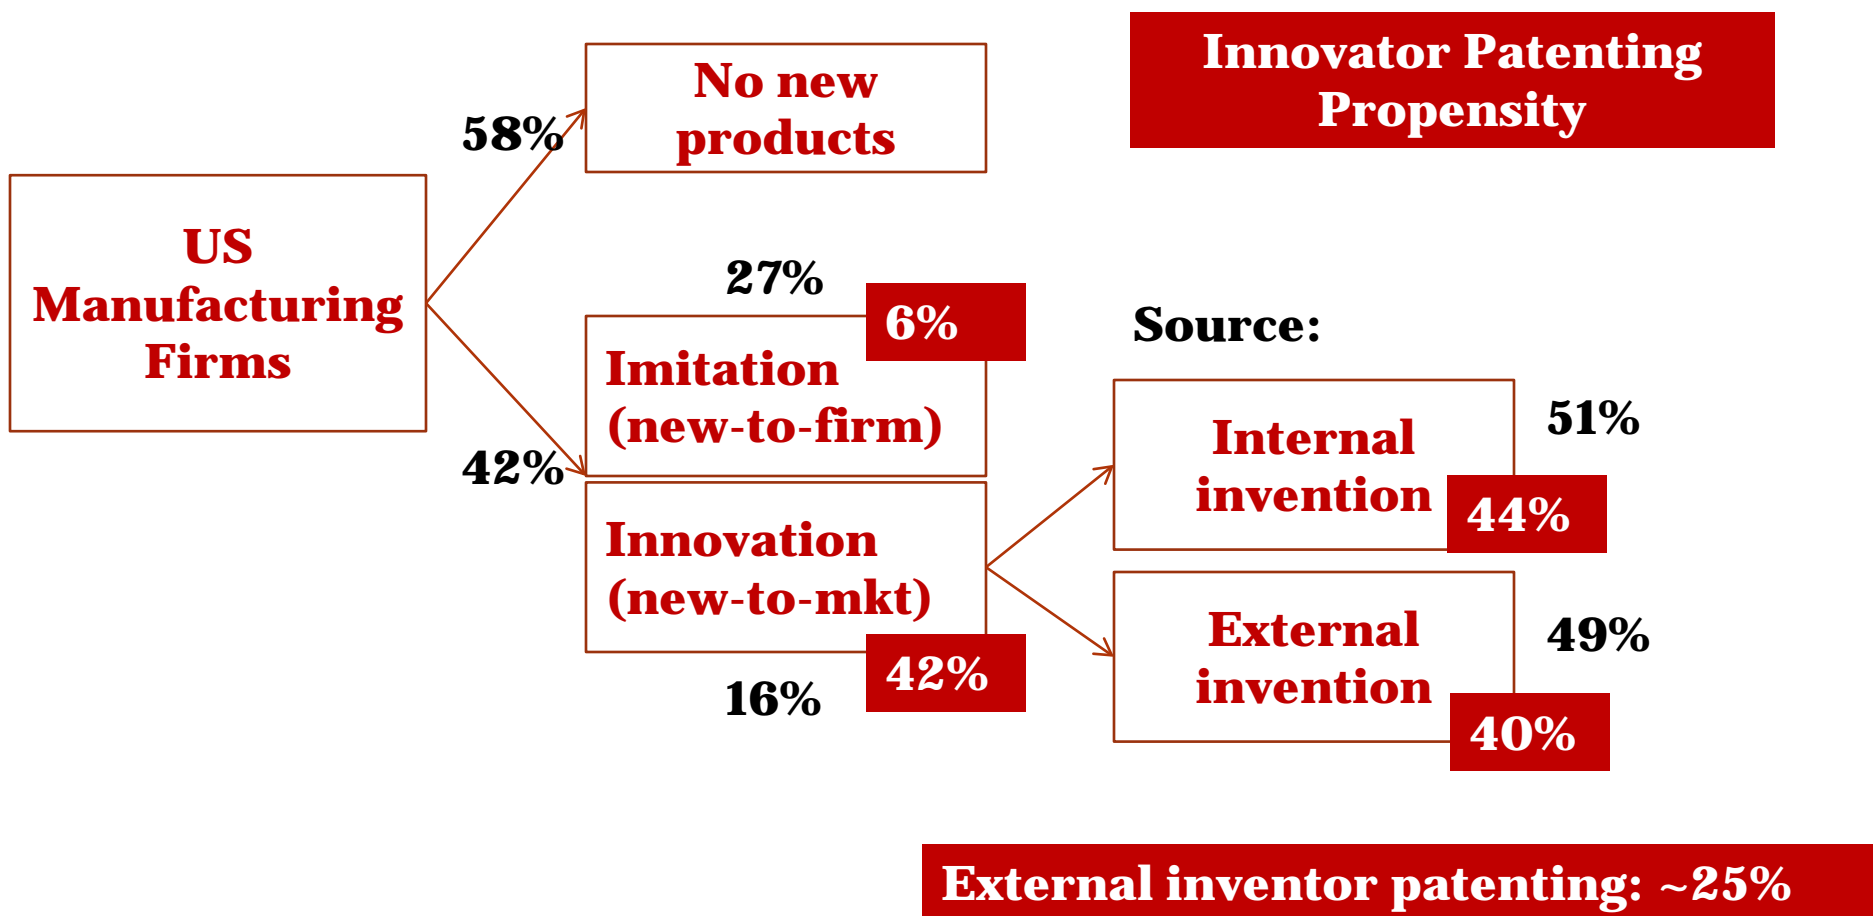 Innovator Patenting
Propensity
No new
products
58%
US
Manufacturing
Firms
27%
6%
Imitation
(new-to-firm)
42%
Innovation
(new-to-mkt)
42%
16%
Source:
Internal
invention
51%
44%
External
invention
49%
40%
External inventor patenting: ~25%